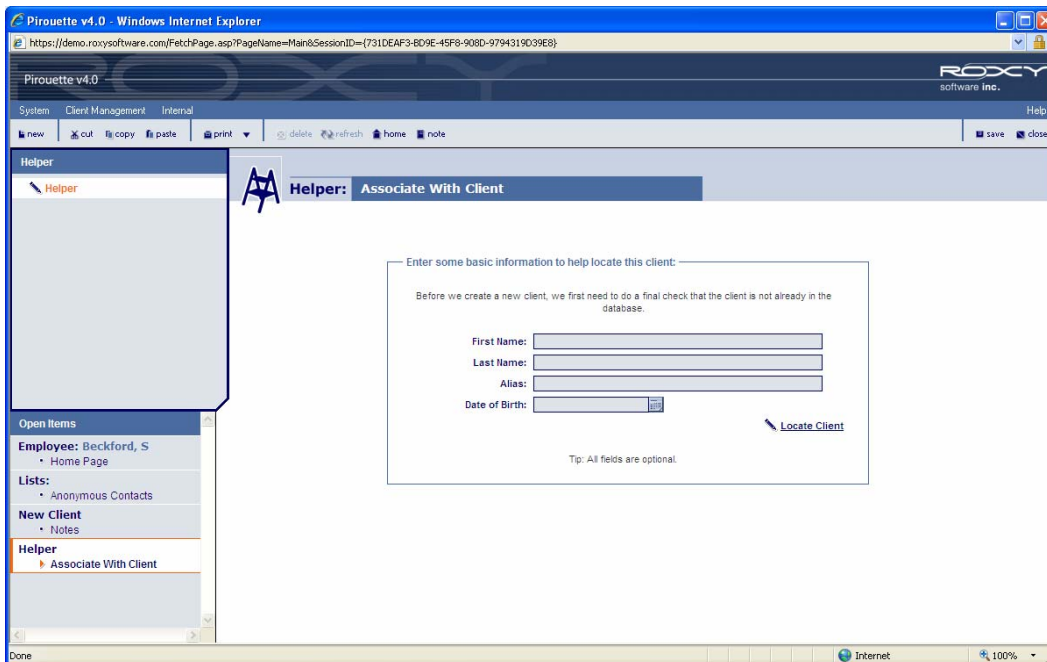 Pirouette v4.0 - Windows Internet Explorer
https://demo.roxysoftware.com/FetchPage.asp?PageName=Main&SessionID={731DEAF3-BD9E-45F8-908D-9794319D39E8}
Pirouette v4.0
ROXY
software inc.
System Client Management Internal Help
new cut copy paste print delete refresh home note save close
Helper
Helper
Helper: Associate With Client
Enter some basic information to help locate this client:
Before we create a new client, we first need to do a final check that the client is not already in the
database.
First Name:
Last Name:
Alias:
Date of Birth:
Locate Client
Tip: All fields are optional.
Open Items
Employee: Beckford, S
• Home Page
Lists:
• Anonymous Contacts
New Client
• Notes
Helper
Associate With Client
Done Internet 100%